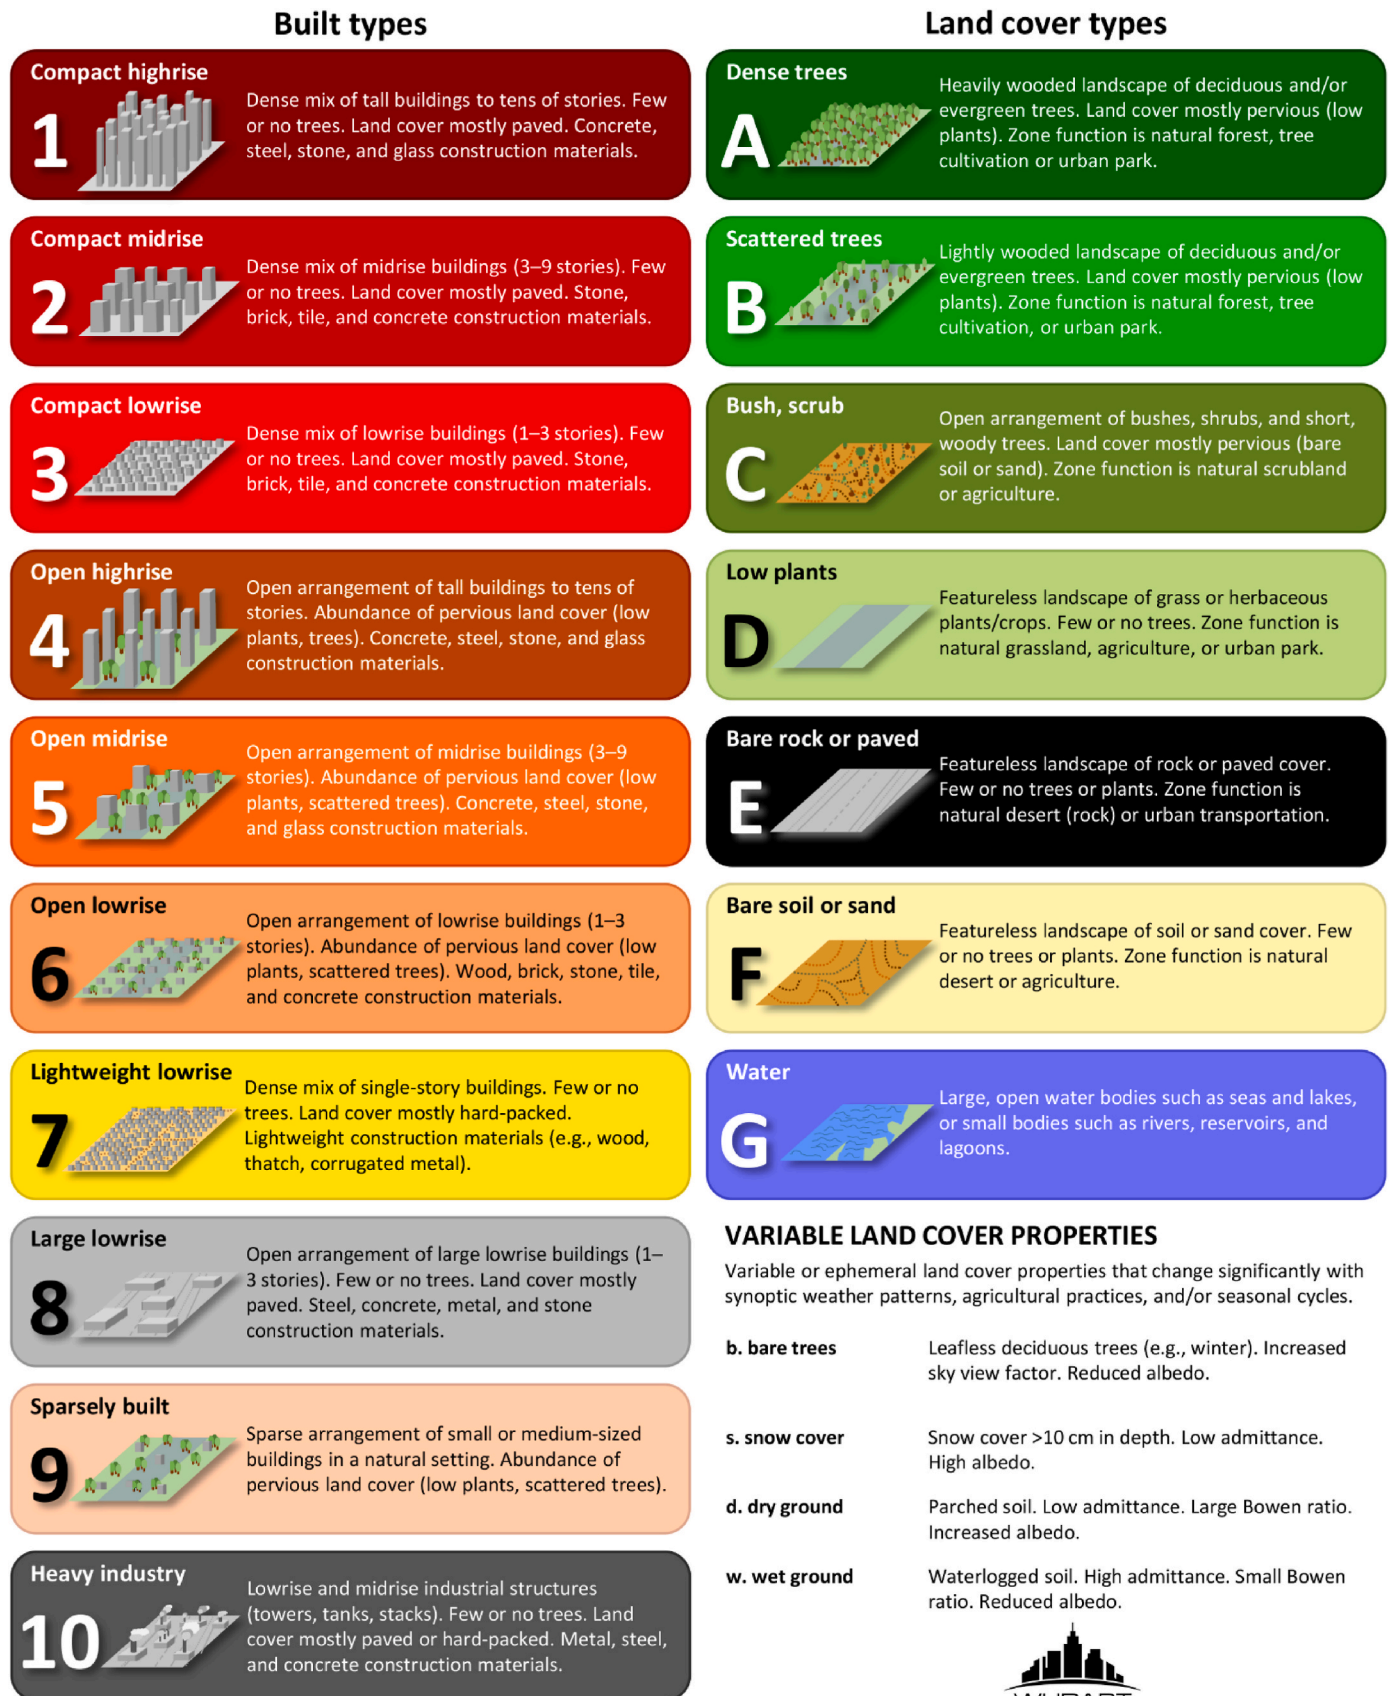 Built types
Compact highrise
1
Dense mix of tall buildings to tens of stories. Few
or no trees. Land cover mostly paved. Concrete,
steel, stone, and glass construction materials.
Compact midrise
2
Dense mix of midrise buildings (3–9 stories). Few
or no trees. Land cover mostly paved. Stone,
brick, tile, and concrete construction materials.
Compact lowrise
3
Dense mix of lowrise buildings (1–3 stories). Few
or no trees. Land cover mostly paved. Stone,
brick, tile, and concrete construction materials.
Open highrise
4
Open arrangement of tall buildings to tens of
stories. Abundance of pervious land cover (low
plants, trees). Concrete, steel, stone, and glass
construction materials.
Open midrise
5
Open arrangement of midrise buildings (3–9
stories). Abundance of pervious land cover (low
plants, scattered trees). Concrete, steel, stone,
and glass construction materials.
Open lowrise
6
Open arrangement of lowrise buildings (1–3
stories). Abundance of pervious land cover (low
plants, scattered trees). Wood, brick, stone, tile,
and concrete construction materials.
Lightweight lowrise
7
Dense mix of single-story buildings. Few or no
trees. Land cover mostly hard-packed.
Lightweight construction materials (e.g., wood,
thatch, corrugated metal).
Large lowrise
8
Open arrangement of large lowrise buildings (1–
3 stories). Few or no trees. Land cover mostly
paved. Steel, concrete, metal, and stone
construction materials.
Sparsely built
9
Sparse arrangement of small or medium-sized
buildings in a natural setting. Abundance of
pervious land cover (low plants, scattered trees).
Heavy industry
10
Lowrise and midrise industrial structures
(towers, tanks, stacks). Few or no trees. Land
cover mostly paved or hard-packed. Metal, steel,
and concrete construction materials.
Land cover types
Dense trees
A
Heavily wooded landscape of deciduous and/or
evergreen trees. Land cover mostly pervious (low
plants). Zone function is natural forest, tree
cultivation or urban park.
Scattered trees
B
Lightly wooded landscape of deciduous and/or
evergreen trees. Land cover mostly pervious (low
plants). Zone function is natural forest, tree
cultivation, or urban park.
Bush, scrub
C
Open arrangement of bushes, shrubs, and short,
woody trees. Land cover mostly pervious (bare
soil or sand). Zone function is natural scrubland
or agriculture.
Low plants
D
Featureless landscape of grass or herbaceous
plants/crops. Few or no trees. Zone function is
natural grassland, agriculture, or urban park.
Bare rock or paved
E
Featureless landscape of rock or paved cover.
Few or no trees or plants. Zone function is
natural desert (rock) or urban transportation.
Bare soil or sand
F
Featureless landscape of soil or sand cover. Few
or no trees or plants. Zone function is natural
desert or agriculture.
Water
G
Large, open water bodies such as seas and lakes,
or small bodies such as rivers, reservoirs, and
lagoons.
VARIABLE LAND COVER PROPERTIES
Variable or ephemeral land cover properties that change significantly with
synoptic weather patterns, agricultural practices, and/or seasonal cycles.
b. bare trees
Leafless deciduous trees (e.g., winter). Increased
sky view factor. Reduced albedo.
s. snow cover
Snow cover >10 cm in depth. Low admittance.
High albedo.
d. dry ground
Parched soil. Low admittance. Large Bowen ratio.
Increased albedo.
w. wet ground
Waterlogged soil. High admittance. Small Bowen
ratio. Reduced albedo.